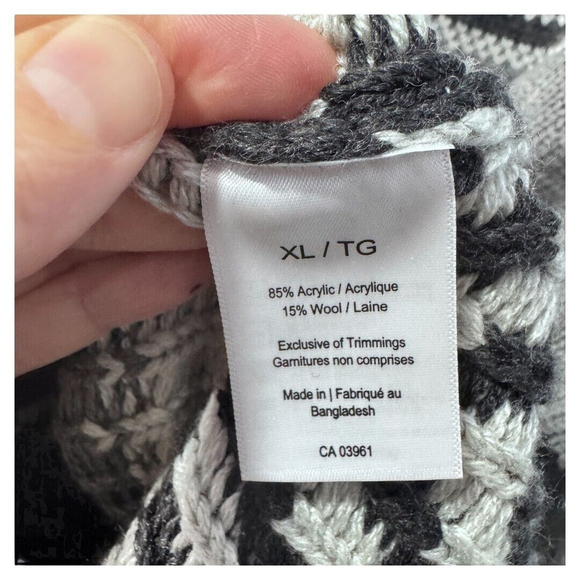 XL / TG
85% Acrylic / Acrylique
15% Wool / Laine
Exclusive of Trimmings
Garnitures non comprises
Made in | Fabriqué au
Bangladesh
CA 03961